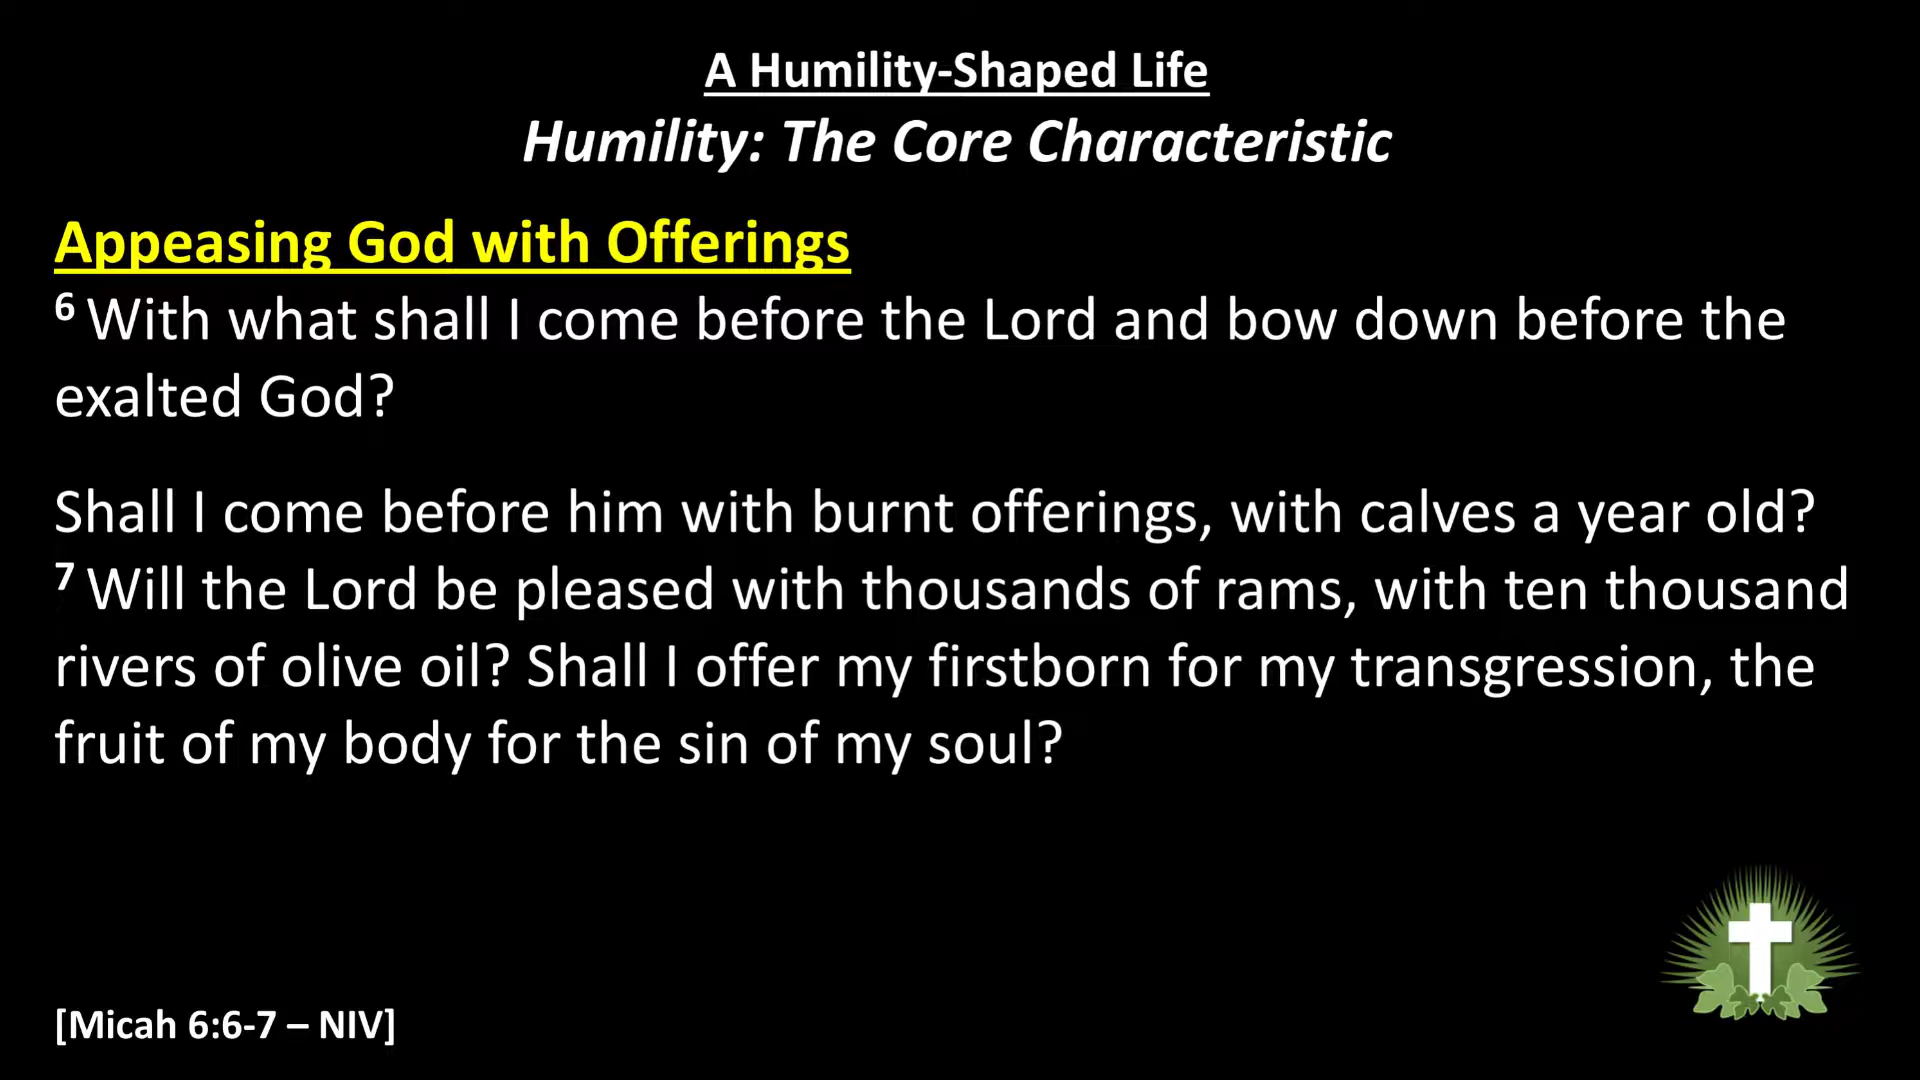 A Humility-Shaped Life
Humility: The Core Characteristic
Appeasing God with Offerings
6 With what shall I come before the Lord and bow down before the
exalted God?
Shall I come before him with burnt offerings, with calves a year old?
7 Will the Lord be pleased with thousands of rams, with ten thousand
rivers of olive oil? Shall I offer my firstborn for my transgression, the
fruit of my body for the sin of my soul?
[Micah 6:6-7 – NIV]